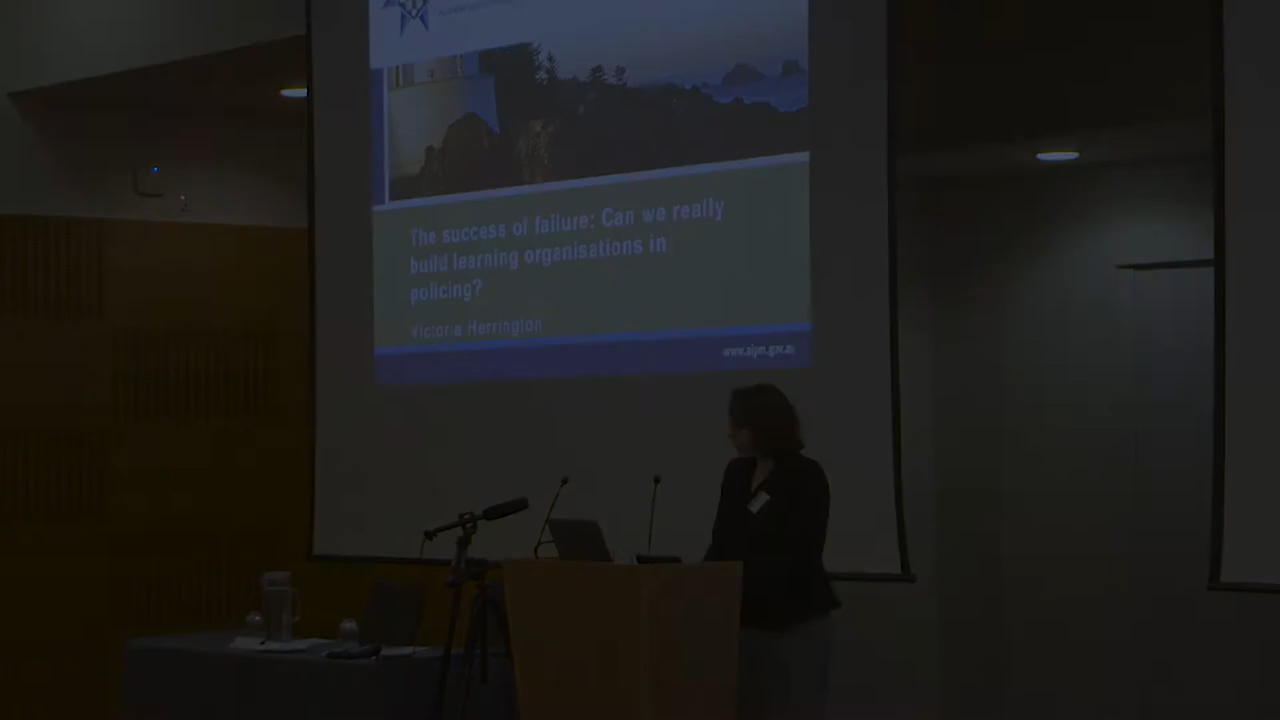 The success of failure: Can we really
build learning organisations in
policing?
Victoria Herrington
www.aipm.gov.au